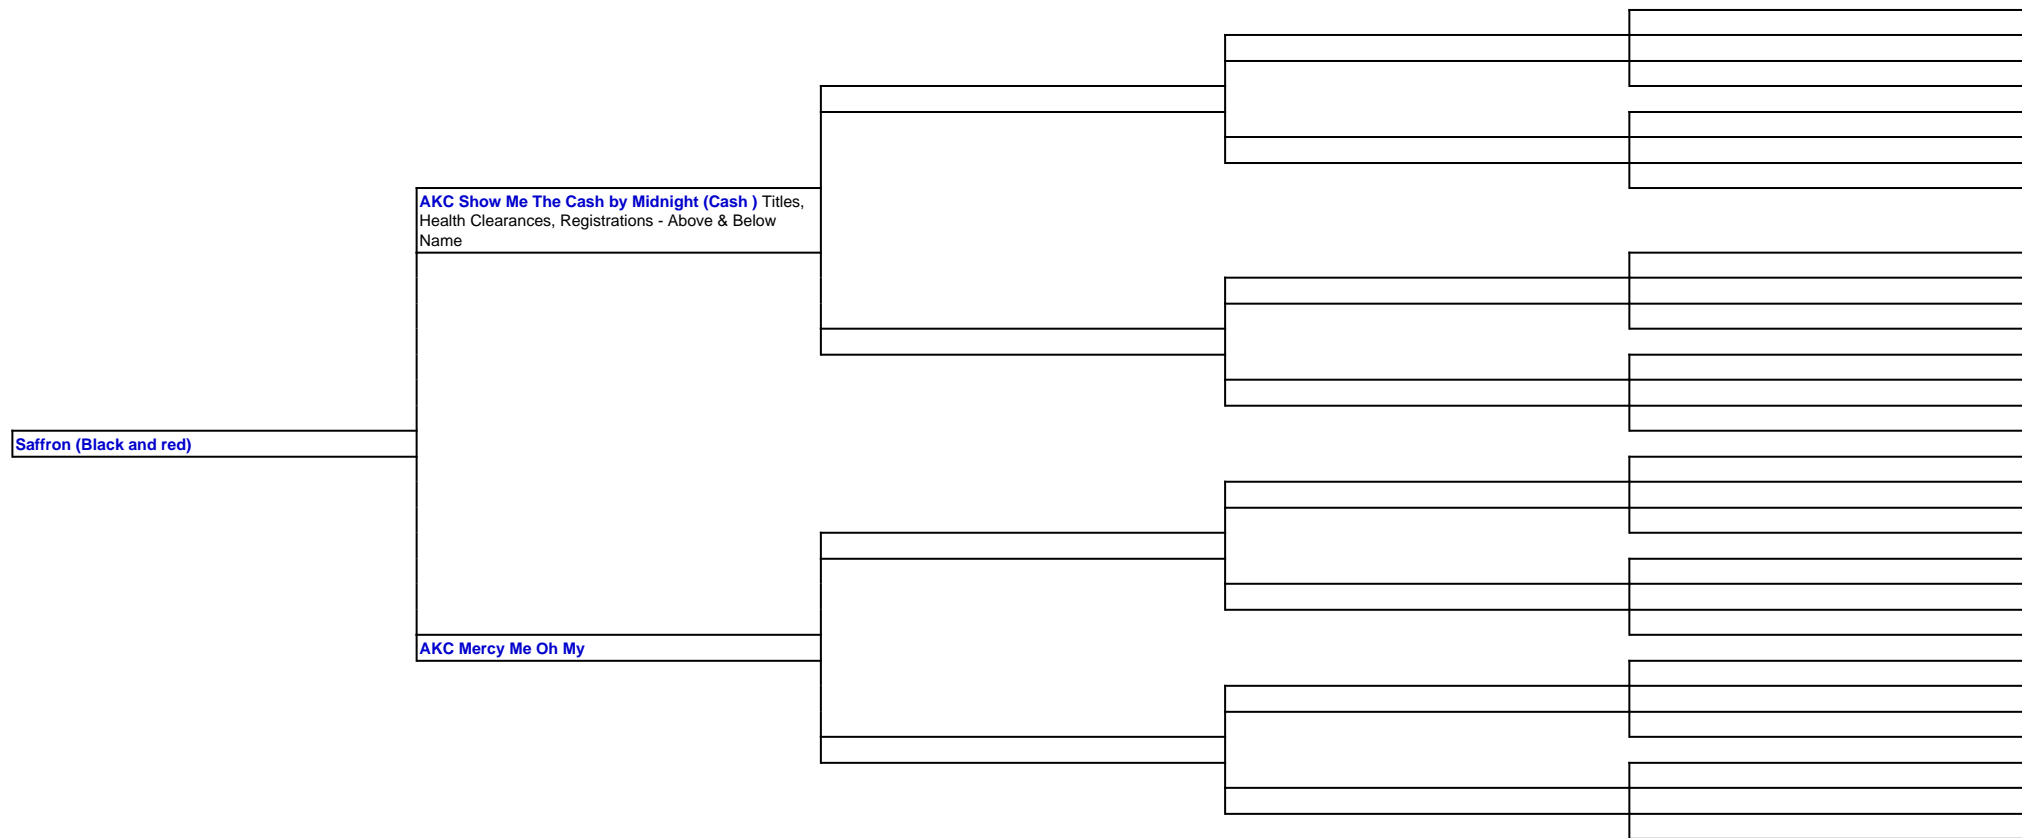 AKC Show Me The Cash by Midnight (Cash ) Titles,
Health Clearances, Registrations - Above & Below
Name
Saffron (Black and red)
AKC Mercy Me Oh My